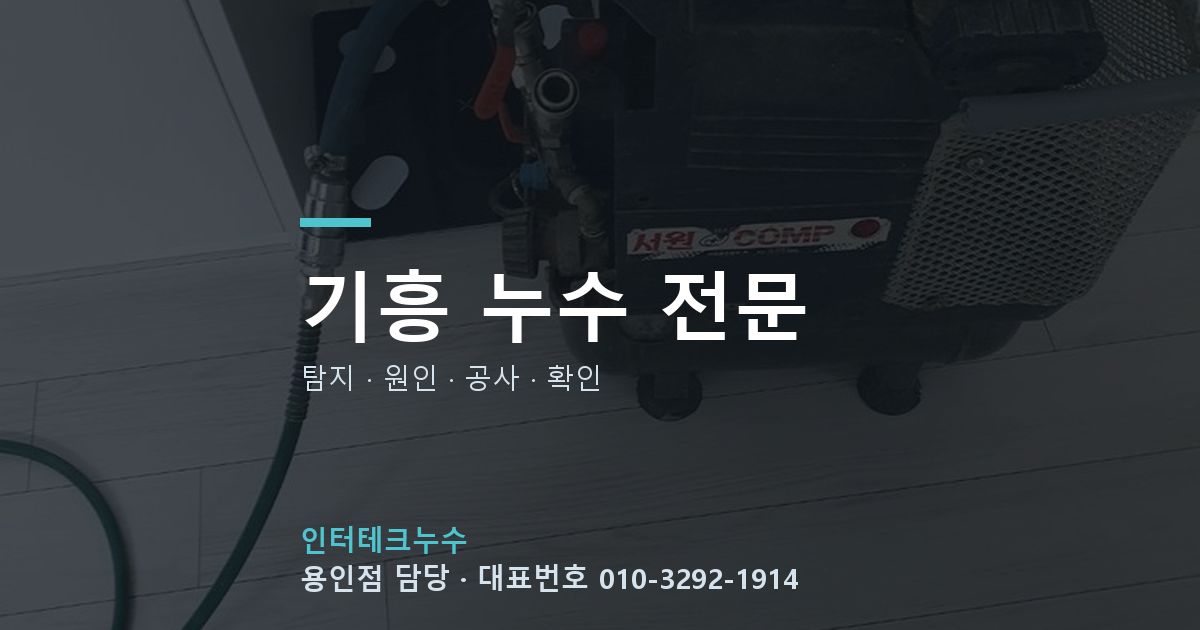 서원 COMP
기흥 누수 전문
탐지 · 원인 · 공사 · 확인
인터테크누수
용인점 담당 · 대표번호 010-3292-1914